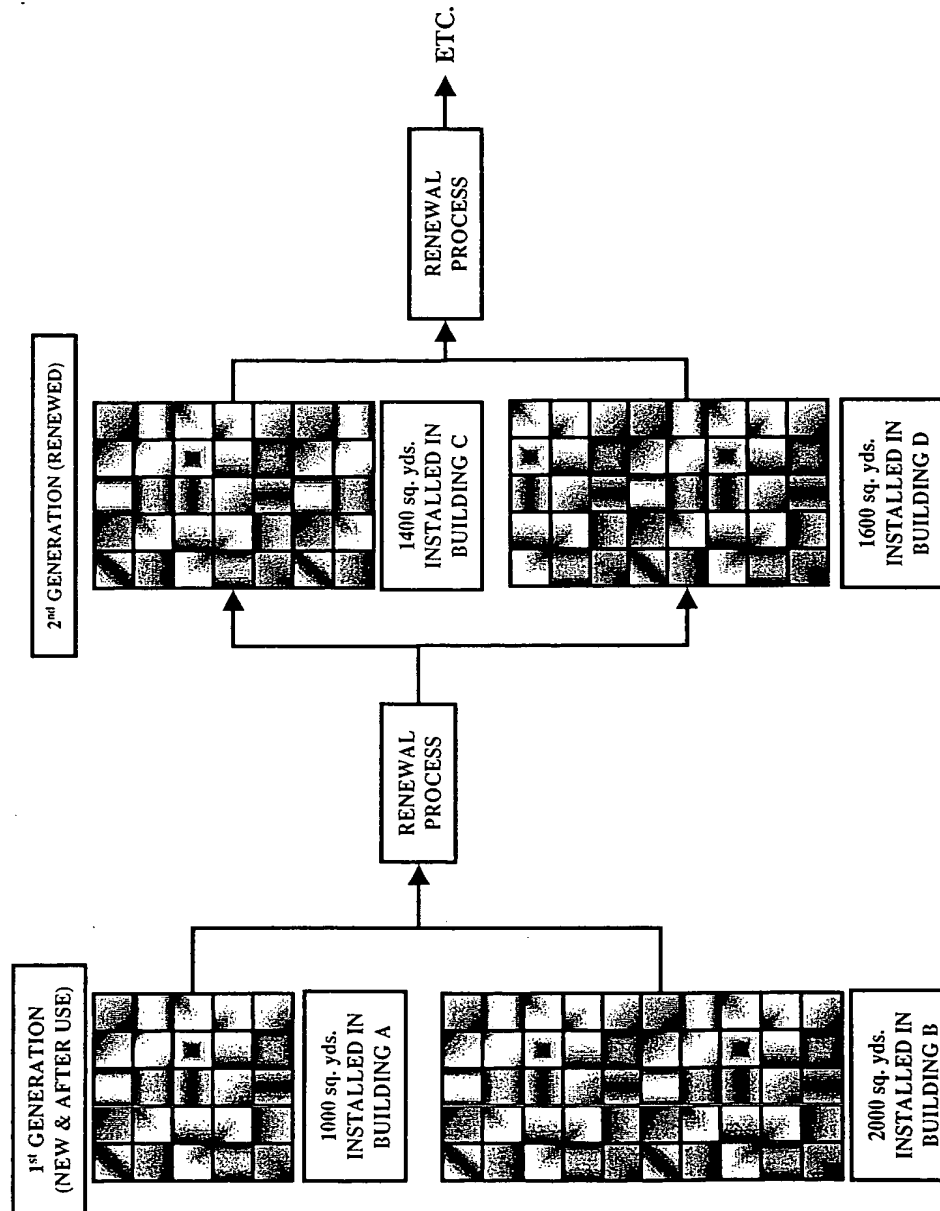 1st GENERATION
(NEW & AFTER USE)
1000 sq. yds.
INSTALLED IN
BUILDING A
2000 sq. yds.
INSTALLED IN
BUILDING B
RENEWAL
PROCESS
2nd GENERATION (RENEWED)
1400 sq. yds.
INSTALLED IN
BUILDING C
1600 sq. yds.
INSTALLED IN
BUILDING D
RENEWAL
PROCESS
ETC.